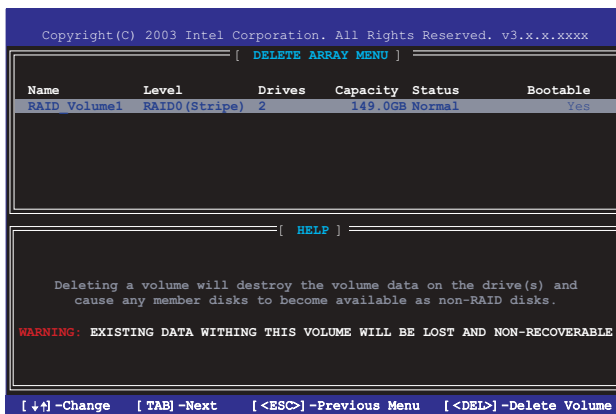 Copyright(C) 2003 Intel Corporation. All Rights Reserved. v3.x.x.xxxx
[ DELETE ARRAY MENU ]
Name Level Drives Capacity Status Bootable
RAID_Volume1 RAID0(Stripe) 2 149.0GB Normal Yes
[ HELP ]
Deleting a volume will destroy the volume data on the drive(s) and
cause any member disks to become available as non-RAID disks.
WARNING: EXISTING DATA WITHING THIS VOLUME WILL BE LOST AND NON-RECOVERABLE
[↓↑]-Change [TAB]-Next [<ESC>]-Previous Menu [<DEL>]-Delete Volume